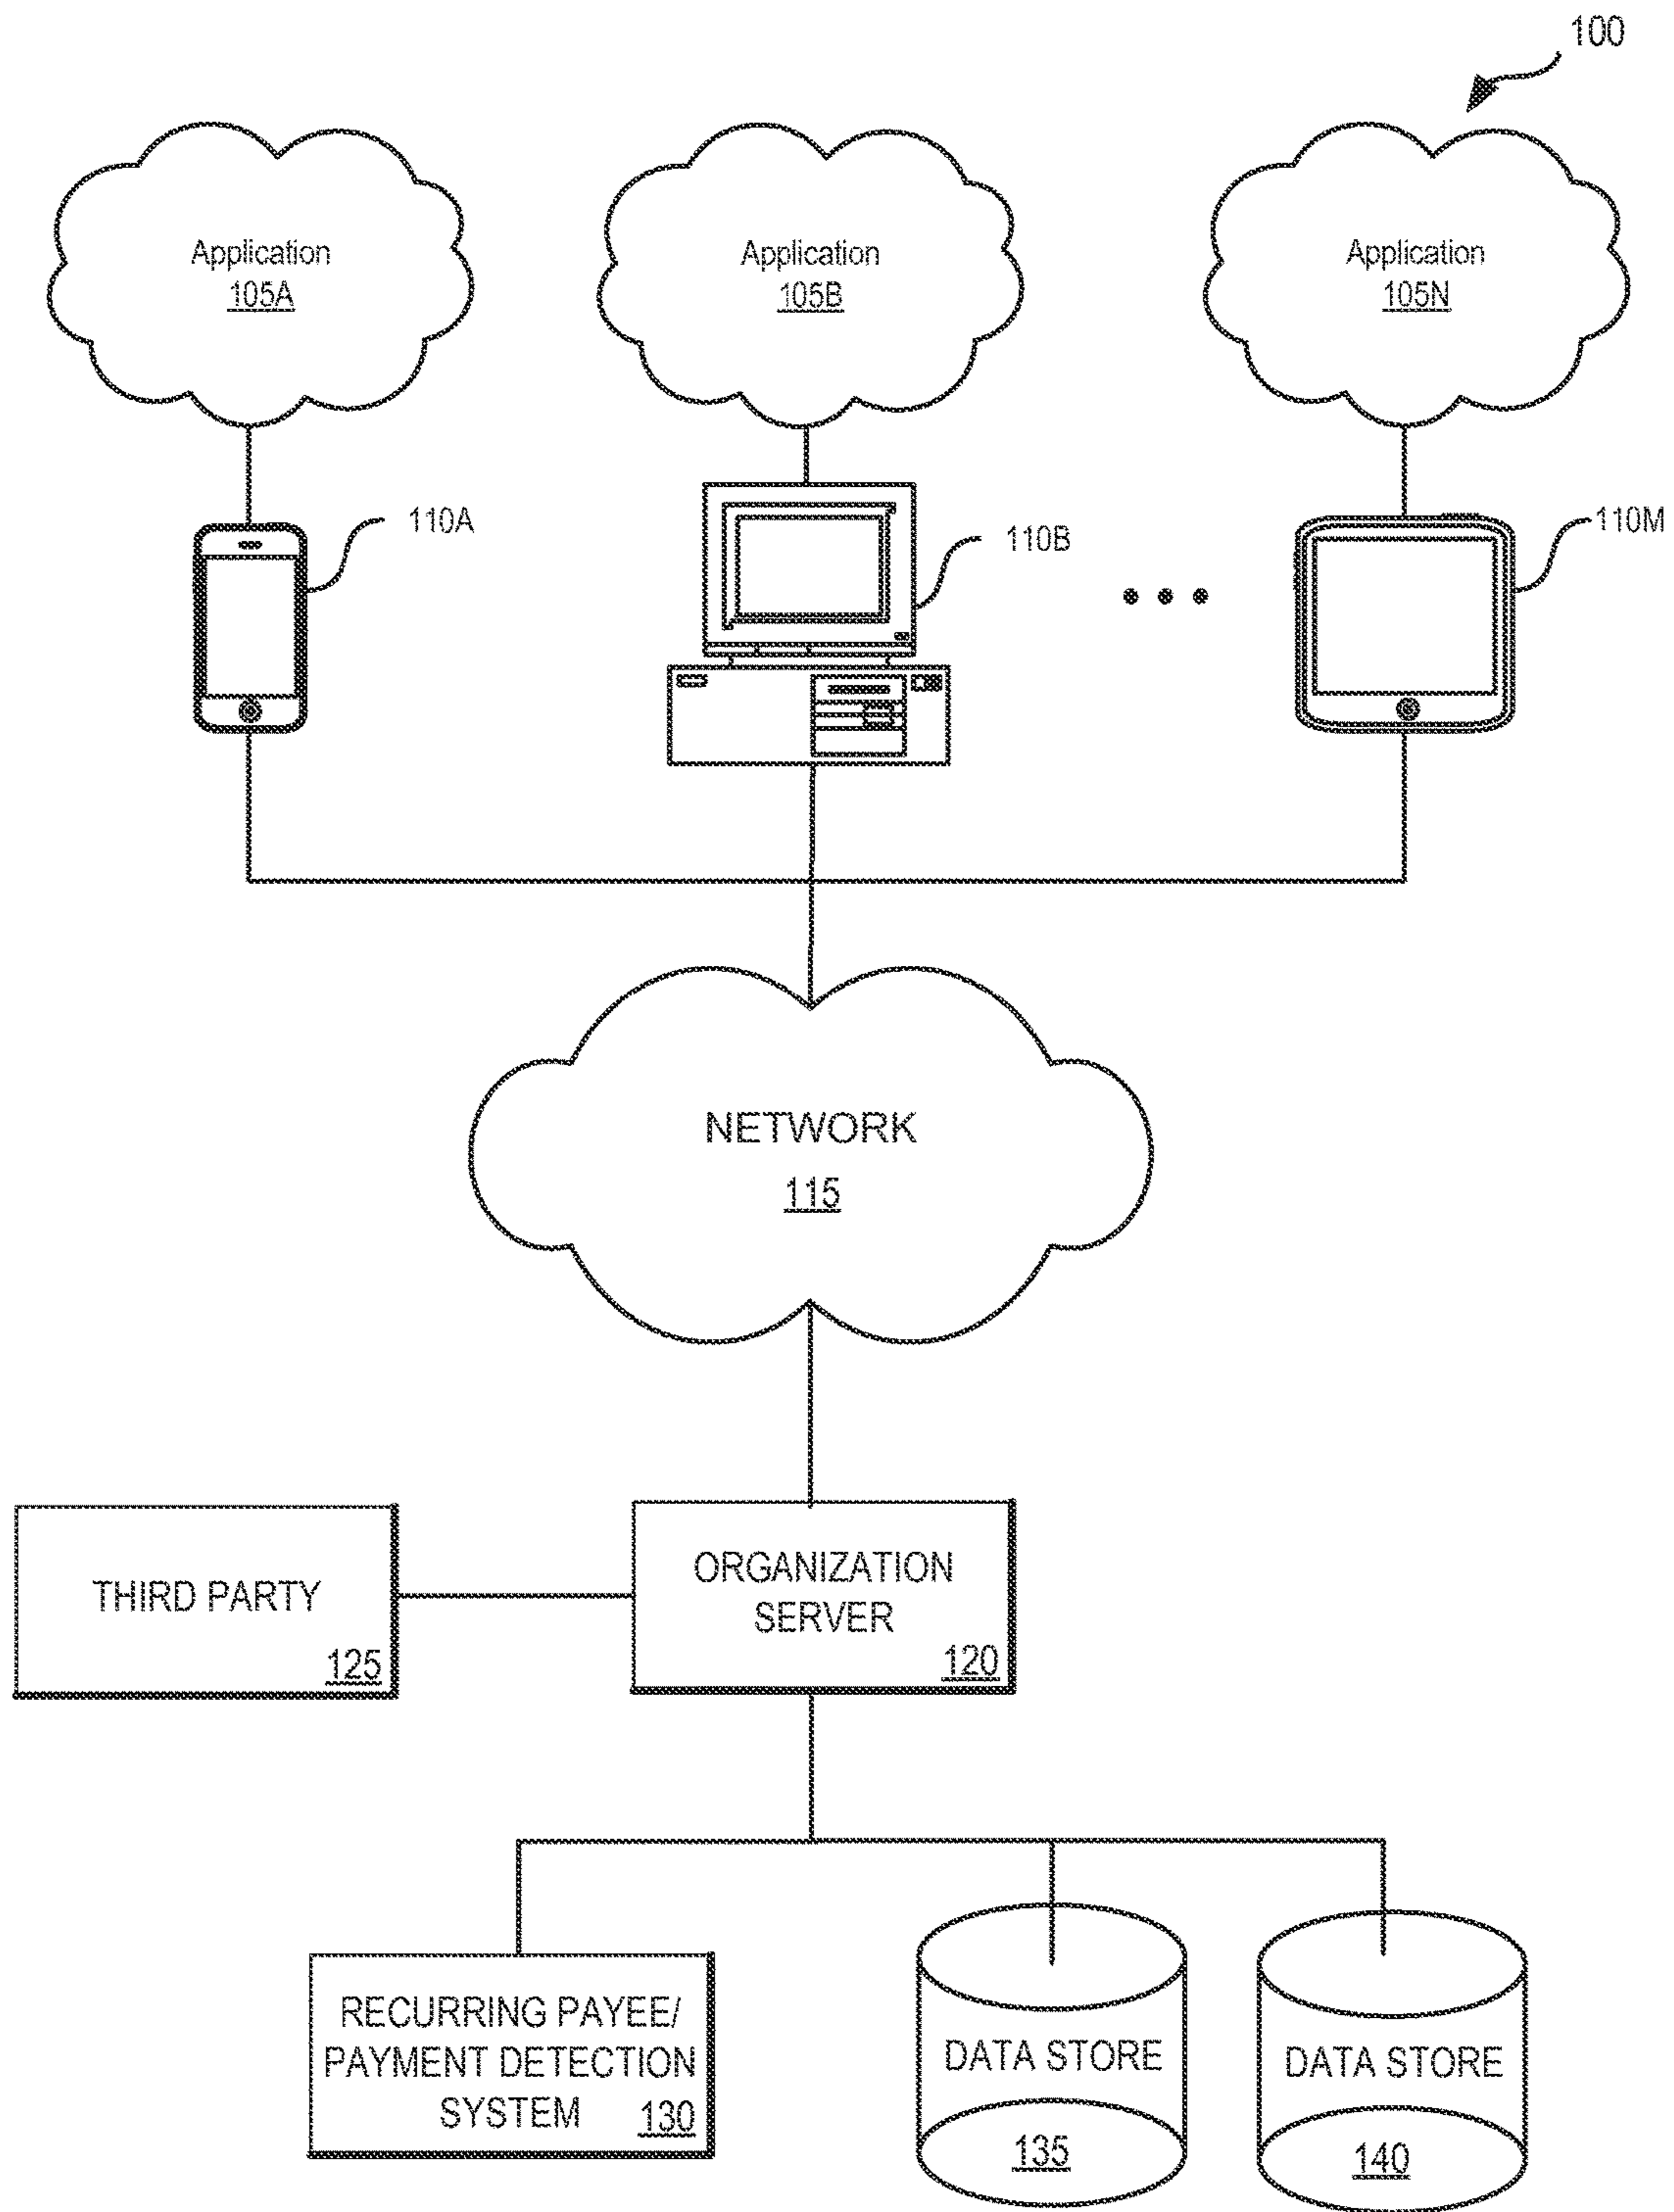 100
Application
105A
Application
105B
Application
105N
110A
110B
110M
NETWORK
115
THIRD PARTY
125
ORGANIZATION
SERVER
120
RECURRING PAYEE/
PAYMENT DETECTION
SYSTEM
130
DATA STORE
135
DATA STORE
140